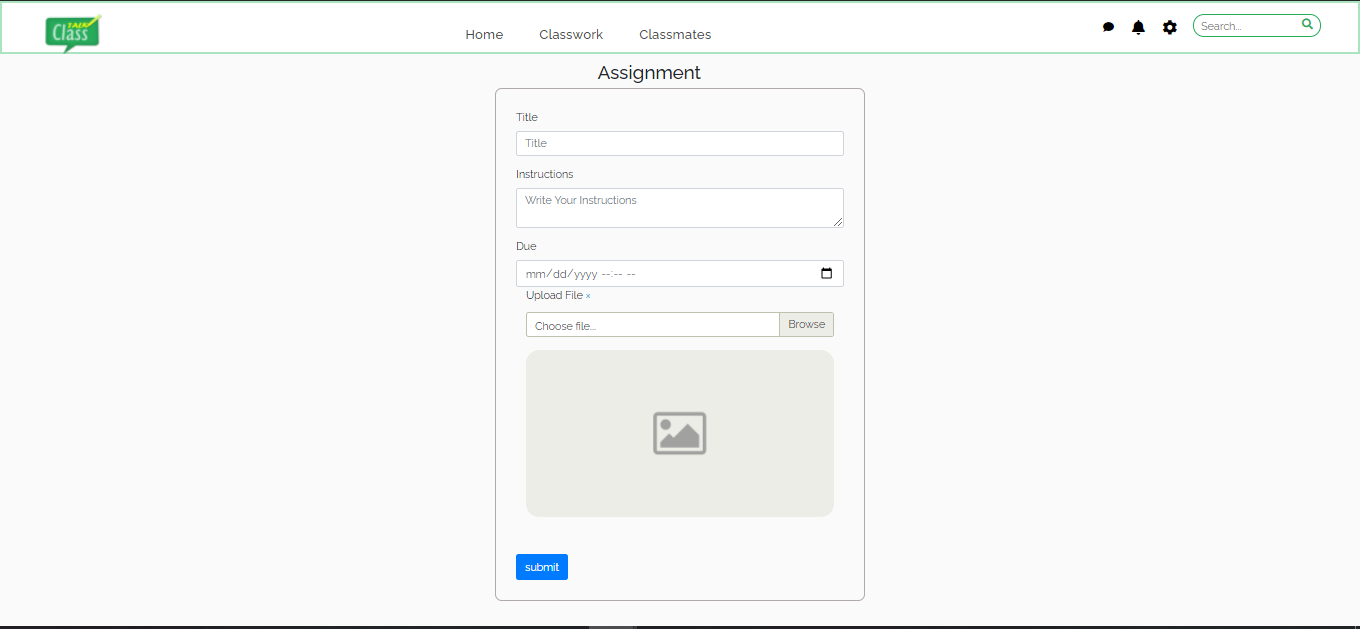 TALK
Class
Home Classwork Classmates
Search...
Assignment
Title
Title
Instructions
Write Your Instructions
Due
mm/dd/yyyy --:-- --
Upload File ×
Choose file... Browse
submit